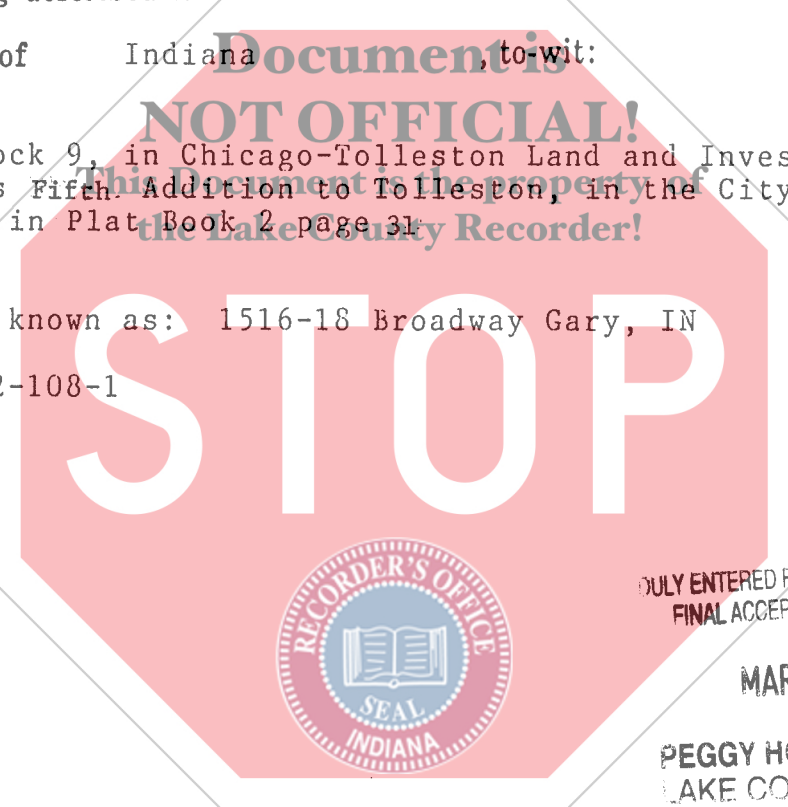 of Indiana , to-wit:
Document is
NOT OFFICIAL!
ock 9, in Chicago-Tolleston Land and Inves
s Fifth Addition to Tolleston, in the City
This Document is the property of
in Plat Book 2 page 31
the Lake County Recorder!
known as: 1516-18 Broadway Gary, IN
2-108-1
STOP
RECORDER'S OFFICE
SEAL
INDIANA
DULY ENTERED F
FINAL ACCEP
MAR
PEGGY HO
LAKE CO